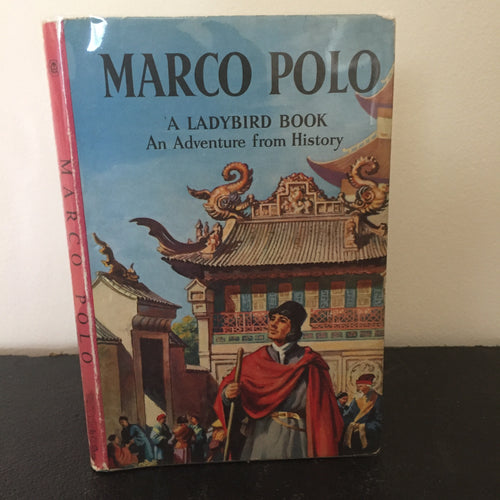 MARCO POLO
A LADYBIRD BOOK
An Adventure from History
MARCO POLO